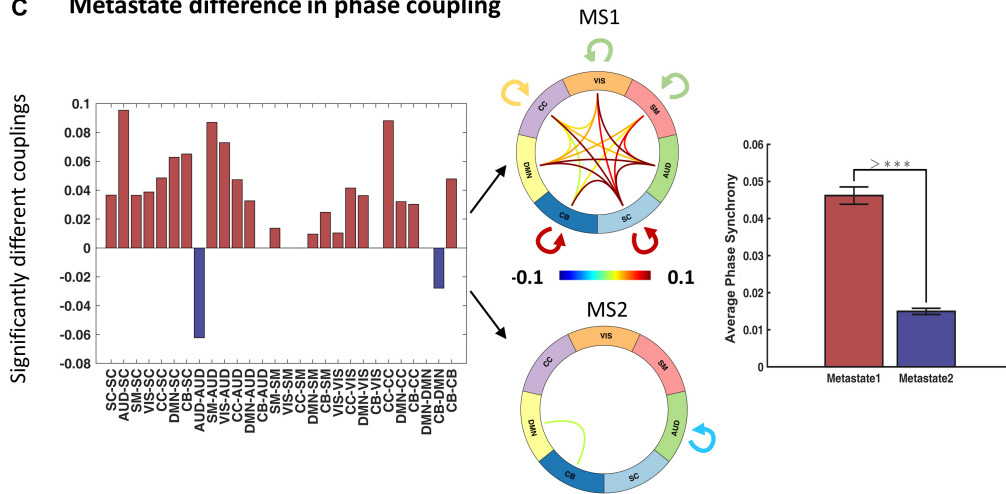 C Metastate difference in phase coupling
Significantly different couplings
0.1
0.08
0.06
0.04
0.02
0
-0.02
-0.04
-0.06
-0.08
SC-SC
AUD-SC
SM-SC
VIS-SC
CC-SC
DMN-SC
CB-SC
AUD-AUD
SM-AUD
VIS-AUD
CC-AUD
DMN-AUD
CB-AUD
SM-SM
VIS-SM
CC-SM
DMN-SM
CB-SM
VIS-VIS
CC-VIS
DMN-VIS
CB-VIS
CC-CC
DMN-CC
CB-CC
DMN-DMN
CB-DMN
CB-CB
MS1
VIS
SM
AUD
SC
CB
DMN
CC
-0.1
0.1
MS2
VIS
SM
AUD
SC
CB
DMN
CC
Average Phase Synchrony
0.06
0.05
0.04
0.03
0.02
0.01
0
>***
Metastate1
Metastate2